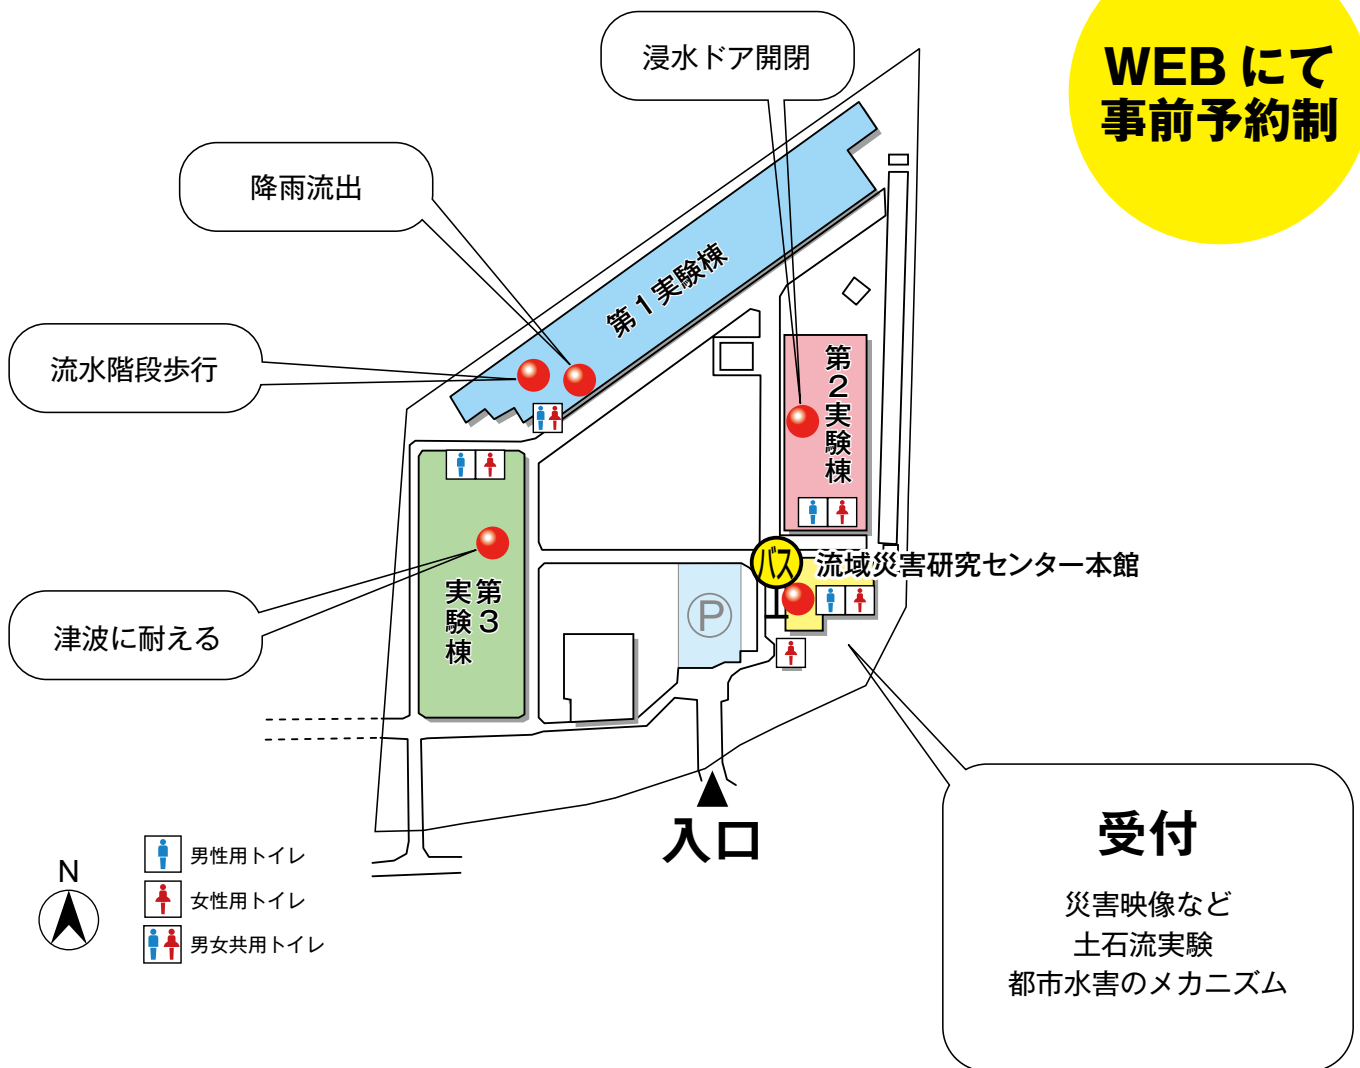 WEB にて
事前予約制
浸水ドア開閉
降雨流出
第1実験棟
流水階段歩行
第2実験棟
バス
流域災害研究センター本館
第3
実験棟
P
津波に耐える
入口
受付
災害映像など
土石流実験
都市水害のメカニズム
N
男性用トイレ
女性用トイレ
男女共用トイレ